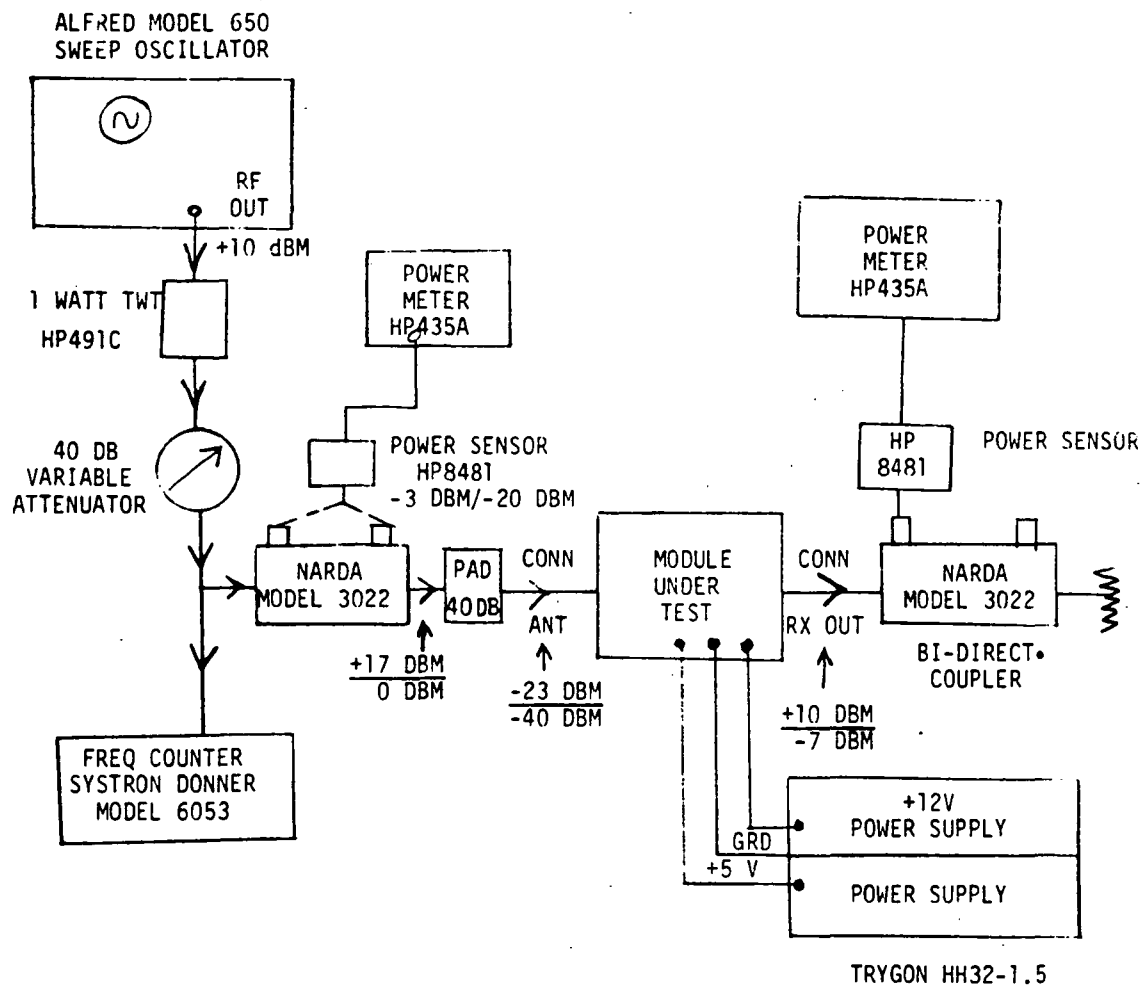 ALFRED MODEL 650
SWEEP OSCILLATOR
RF
OUT
+10 dBM
1 WATT TWT
HP491C
POWER
METER
HP435A
POWER
METER
HP435A
40 DB
VARIABLE
ATTENUATOR
POWER SENSOR
HP8481
-3 DBM/-20 DBM
HP
8481
POWER SENSOR
NARDA
MODEL 3022
PAD
40DB
CONN
ANT
MODULE
UNDER
TEST
CONN
RX OUT
NARDA
MODEL 3022
BI-DIRECT.
COUPLER
+17 DBM
0 DBM
-23 DBM
-40 DBM
+10 DBM
-7 DBM
FREQ COUNTER
SYSTRON DONNER
MODEL 6053
+12V
POWER SUPPLY
GRD
+5 V
POWER SUPPLY
TRYGON HH32-1.5